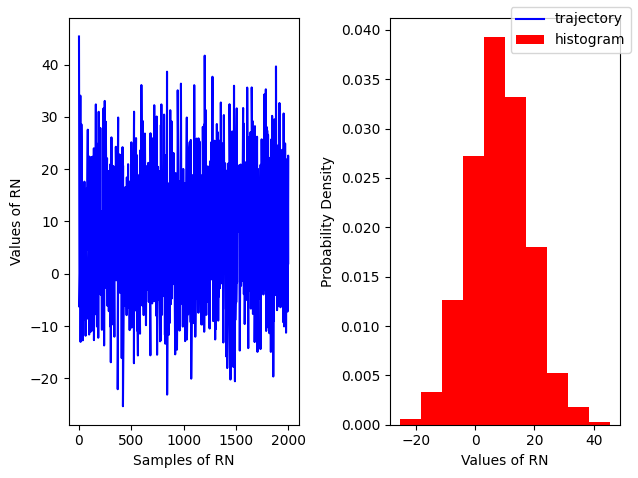 trajectory
histogram
40
30
20
10
0
−10
−20
Values of RN
0 500 1000 1500 2000
Samples of RN
0.040
0.035
0.030
0.025
0.020
0.015
0.010
0.005
0.000
Probability Density
−20 0 20 40
Values of RN